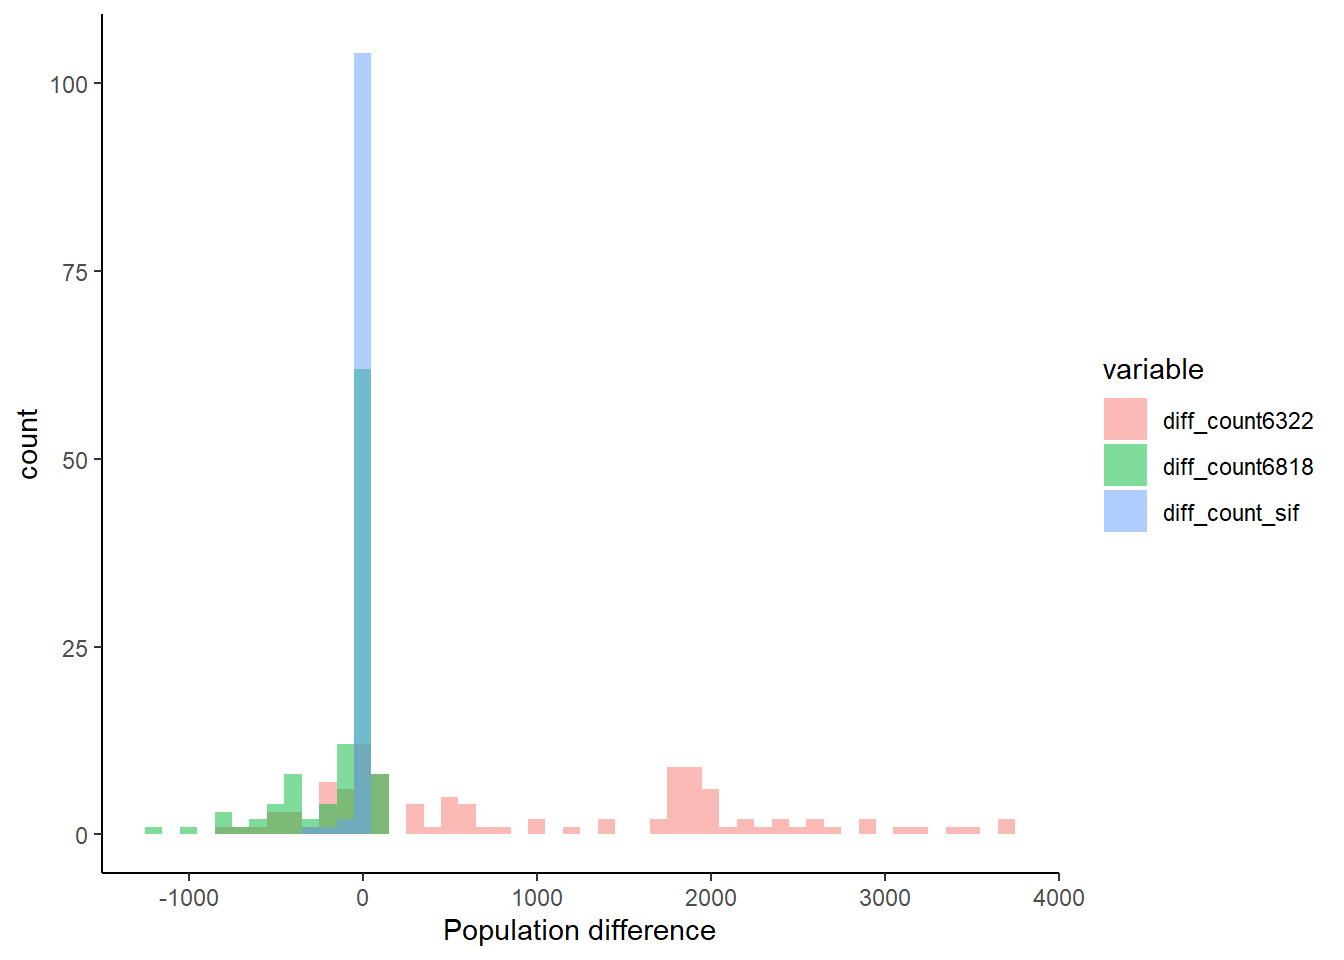 100
75
50
25
0
count
-1000
0
1000
2000
3000
4000
Population difference
variable
diff_count6322
diff_count6818
diff_count_sif